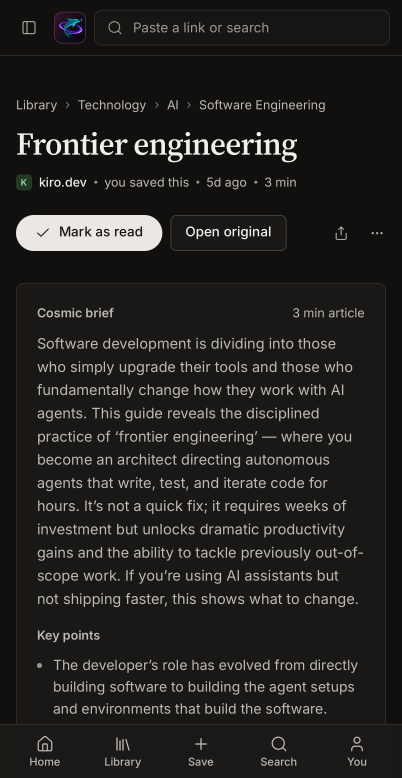 Paste a link or search
Library > Technology > AI > Software Engineering
Frontier engineering
K kiro.dev • you saved this • 5d ago • 3 min
Mark as read
Open original
Cosmic brief
3 min article
Software development is dividing into those
who simply upgrade their tools and those who
fundamentally change how they work with AI
agents. This guide reveals the disciplined
practice of ‘frontier engineering’ — where you
become an architect directing autonomous
agents that write, test, and iterate code for
hours. It’s not a quick fix; it requires weeks of
investment but unlocks dramatic productivity
gains and the ability to tackle previously out-of-
scope work. If you’re using AI assistants but
not shipping faster, this shows what to change.
Key points
• The developer’s role has evolved from directly
building software to building the agent setups
and environments that build the software.
Home
Library
Save
Search
You